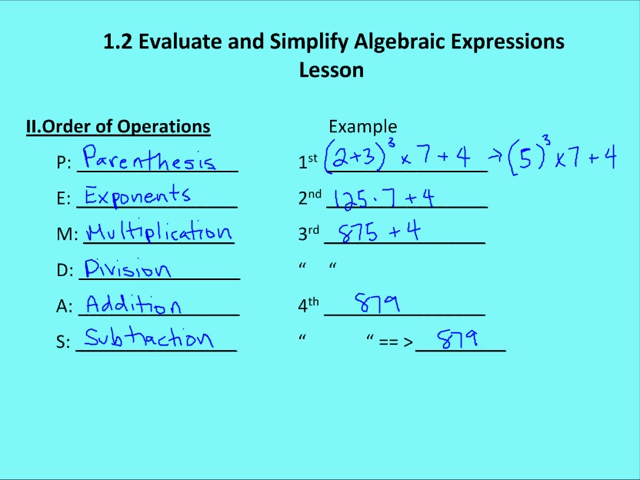 1.2 Evaluate and Simplify Algebraic Expressions
Lesson
II.Order of Operations Example
P: Parenthesis 1st (2+3)³ × 7 + 4 → (5)³ × 7 + 4
E: Exponents 2nd 125 · 7 + 4
M: Multiplication 3rd 875 + 4
D: Division “ “
A: Addition 4th 879
S: Subtraction “ “ == > 879